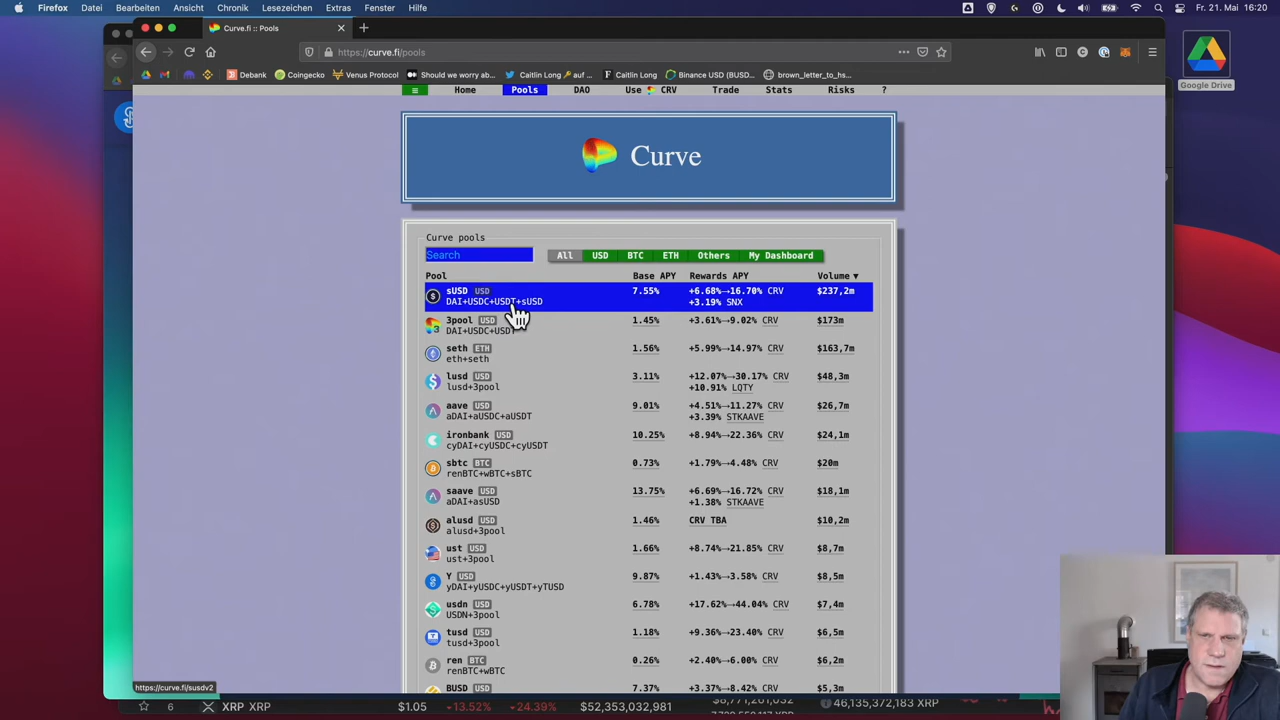 Firefox Datei Bearbeiten Ansicht Chronik Lesezeichen Extras Fenster Hilfe
Fr. 21. Mai 16:20
Curve.fi :: Pools
https://curve.fi/pools
Debank Coingecko Venus Protocol Should we worry ab... Caitlin Long 🔑 auf ... Caitlin Long Binance USD (BUSD... brown_letter_to_hs...
Google Drive
Home Pools DAO Use CRV Trade Stats Risks ?
Curve
Curve pools
Search All USD BTC ETH Others My Dashboard
Pool Base APY Rewards APY Volume ▼
sUSD USD 7.55% +6.68%→16.70% CRV $237,2m
DAI+USDC+USDT+sUSD +3.19% SNX
3pool USD 1.45% +3.61%→9.02% CRV $173m
DAI+USDC+USDT
seth ETH 1.56% +5.99%→14.97% CRV $163,7m
eth+seth
lusd USD 3.11% +12.07%→30.17% CRV $48,3m
lusd+3pool +10.91% LQTY
aave USD 9.01% +4.51%→11.27% CRV $26,7m
aDAI+aUSDC+aUSDT +3.39% STKAAVE
ironbank USD 10.25% +8.94%→22.36% CRV $24,1m
cyDAI+cyUSDC+cyUSDT
sbtc BTC 0.73% +1.79%→4.48% CRV $20m
renBTC+wBTC+sBTC
saave USD 13.75% +6.69%→16.72% CRV $18,1m
aDAI+asUSD +1.38% STKAAVE
alusd USD 1.46% CRV TBA $10,2m
alusd+3pool
ust USD 1.66% +8.74%→21.85% CRV $8,7m
ust+3pool
Y USD 9.87% +1.43%→3.58% CRV $8,5m
yDAI+yUSDC+yUSDT+yTUSD
usdn USD 6.78% +17.62%→44.04% CRV $7,4m
USDN+3pool
tusd USD 1.18% +9.36%→23.40% CRV $6,5m
tusd+3pool
ren BTC 0.26% +2.40%→6.00% CRV $6,2m
renBTC+wBTC
BUSD USD 7.37% +3.37%→8.42% CRV $5,3m
https://curve.fi/susdv2
6 XRP XRP $1.05 13.52% 24.39% $52,353,032,981 46,135,372,183 XRP